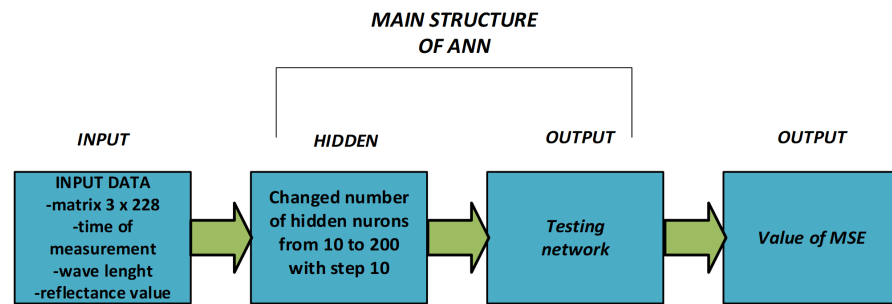 MAIN STRUCTURE
OF ANN
INPUT
HIDDEN
OUTPUT
OUTPUT
INPUT DATA
-matrix 3 x 228
-time of
measurement
-wave lenght
-reflectance value
Changed number
of hidden nurons
from 10 to 200
with step 10
Testing
network
Value of MSE